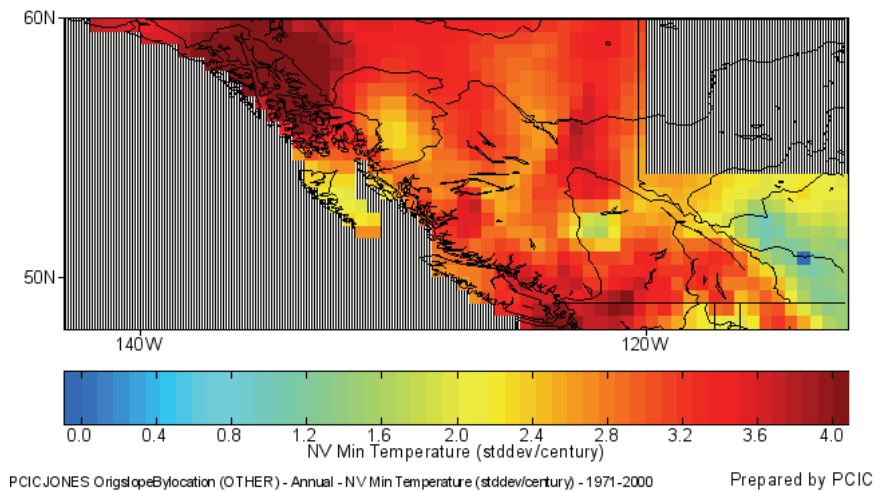 60N
50N
140W 120W
0.0 0.4 0.8 1.2 1.6 2.0 2.4 2.8 3.2 3.6 4.0
NV Min Temperature (stddev/century)
PCICJONES OrigslopeBylocation (OTHER) - Annual - NV Min Temperature (stddev/century) - 1971-2000 Prepared by PCIC